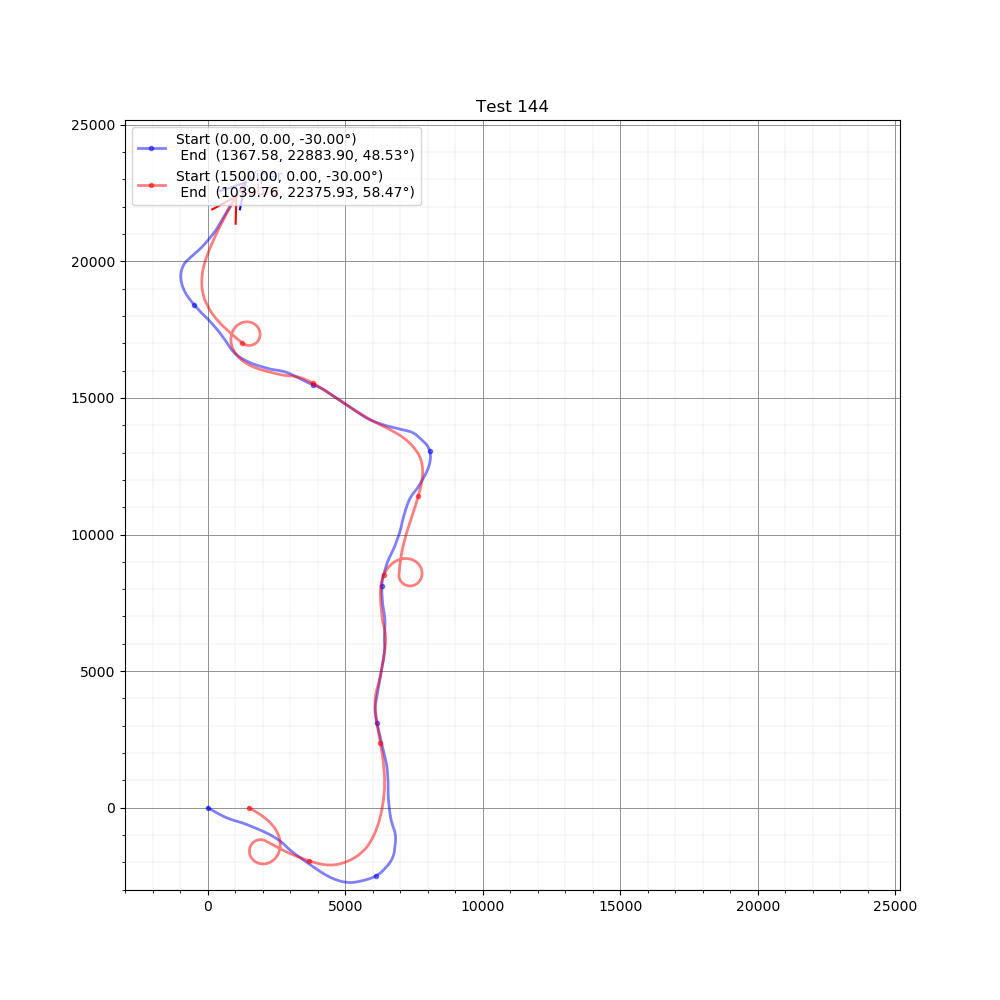 Test 144
Start (0.00, 0.00, -30.00°)
End (1367.58, 22883.90, 48.53°)
Start (1500.00, 0.00, -30.00°)
End (1039.76, 22375.93, 58.47°)
25000
20000
15000
10000
5000
0
0
5000
10000
15000
20000
25000